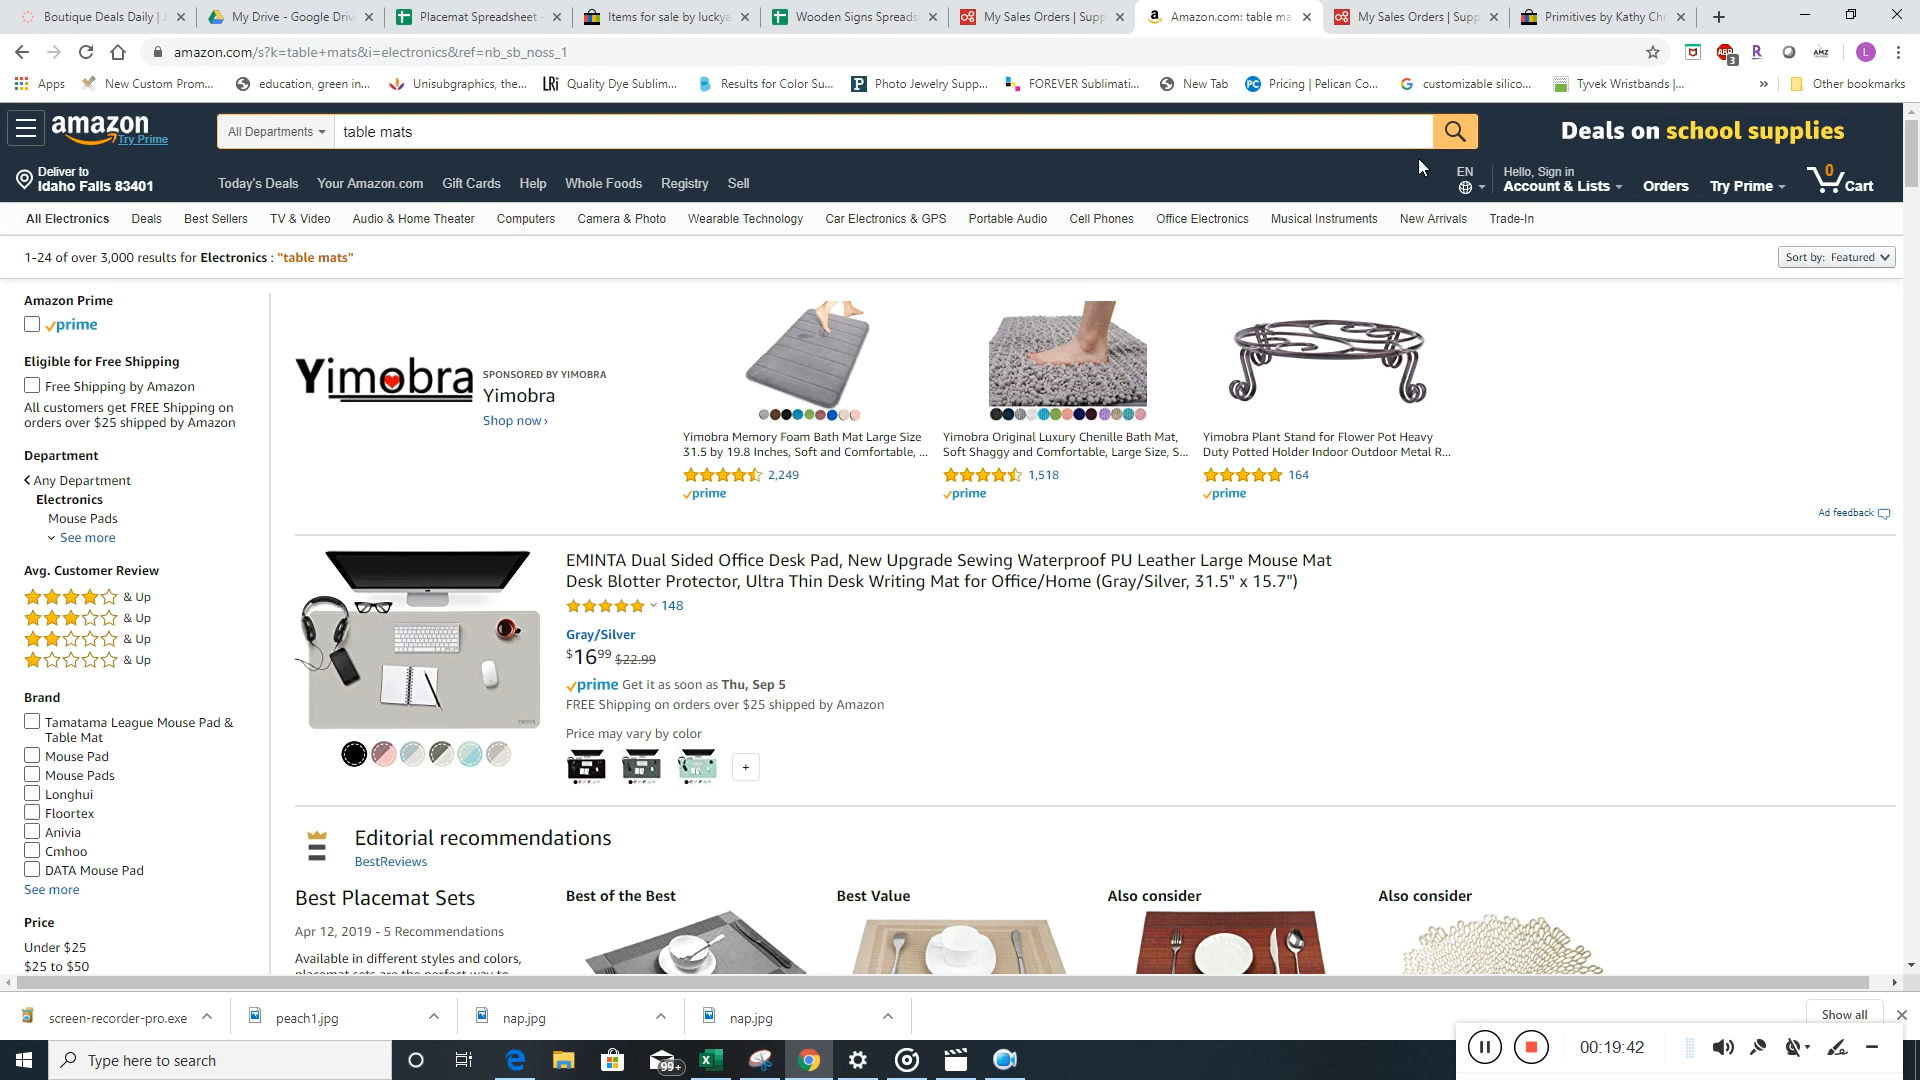 Boutique Deals Daily | J
My Drive - Google Driv
Placemat Spreadsheet
Items for sale by luckya
Wooden Signs Spreads
My Sales Orders | Supp
Amazon.com: table ma
My Sales Orders | Supp
Primitives by Kathy Chr
amazon.com/s?k=table+mats&i=electronics&ref=nb_sb_noss_1
ABP
3
R
AMZ
L
Apps
New Custom Prom...
education, green in...
Unisubgraphics, the...
LRi Quality Dye Sublim...
Results for Color Su...
Photo Jewelry Supp...
FOREVER Sublimati...
New Tab
PC Pricing | Pelican Co...
customizable silico...
Tyvek Wristbands |...
»
Other bookmarks
amazon
Try Prime
All Departments
table mats
Deals on school supplies
Deliver to
Idaho Falls 83401
Today's Deals
Your Amazon.com
Gift Cards
Help
Whole Foods
Registry
Sell
EN
Hello, Sign in
Account & Lists
Orders
Try Prime
0
Cart
All Electronics
Deals
Best Sellers
TV & Video
Audio & Home Theater
Computers
Camera & Photo
Wearable Technology
Car Electronics & GPS
Portable Audio
Cell Phones
Office Electronics
Musical Instruments
New Arrivals
Trade-In
1-24 of over 3,000 results for Electronics : "table mats"
Sort by: Featured
Amazon Prime
prime
Eligible for Free Shipping
Free Shipping by Amazon
All customers get FREE Shipping on
orders over $25 shipped by Amazon
Department
Any Department
Electronics
Mouse Pads
See more
Avg. Customer Review
& Up
& Up
& Up
& Up
Brand
Tamatama League Mouse Pad &
Table Mat
Mouse Pad
Mouse Pads
Longhui
Floortex
Anivia
Cmhoo
DATA Mouse Pad
See more
Price
Under $25
$25 to $50
Yimobra
SPONSORED BY YIMOBRA
Yimobra
Shop now ›
Yimobra Memory Foam Bath Mat Large Size
31.5 by 19.8 Inches, Soft and Comfortable, ...
2,249
prime
Yimobra Original Luxury Chenille Bath Mat,
Soft Shaggy and Comfortable, Large Size, S...
1,518
prime
Yimobra Plant Stand for Flower Pot Heavy
Duty Potted Holder Indoor Outdoor Metal R...
164
prime
Ad feedback
EMINTA Dual Sided Office Desk Pad, New Upgrade Sewing Waterproof PU Leather Large Mouse Mat
Desk Blotter Protector, Ultra Thin Desk Writing Mat for Office/Home (Gray/Silver, 31.5" x 15.7")
148
Gray/Silver
$16 99 $22.99
prime Get it as soon as Thu, Sep 5
FREE Shipping on orders over $25 shipped by Amazon
Price may vary by color
+
Editorial recommendations
BestReviews
Best Placemat Sets
Apr 12, 2019 - 5 Recommendations
Available in different styles and colors,
Best of the Best
Best Value
Also consider
Also consider
screen-recorder-pro.exe
peach1.jpg
nap.jpg
nap.jpg
Show all
Type here to search
99+
00:19:42